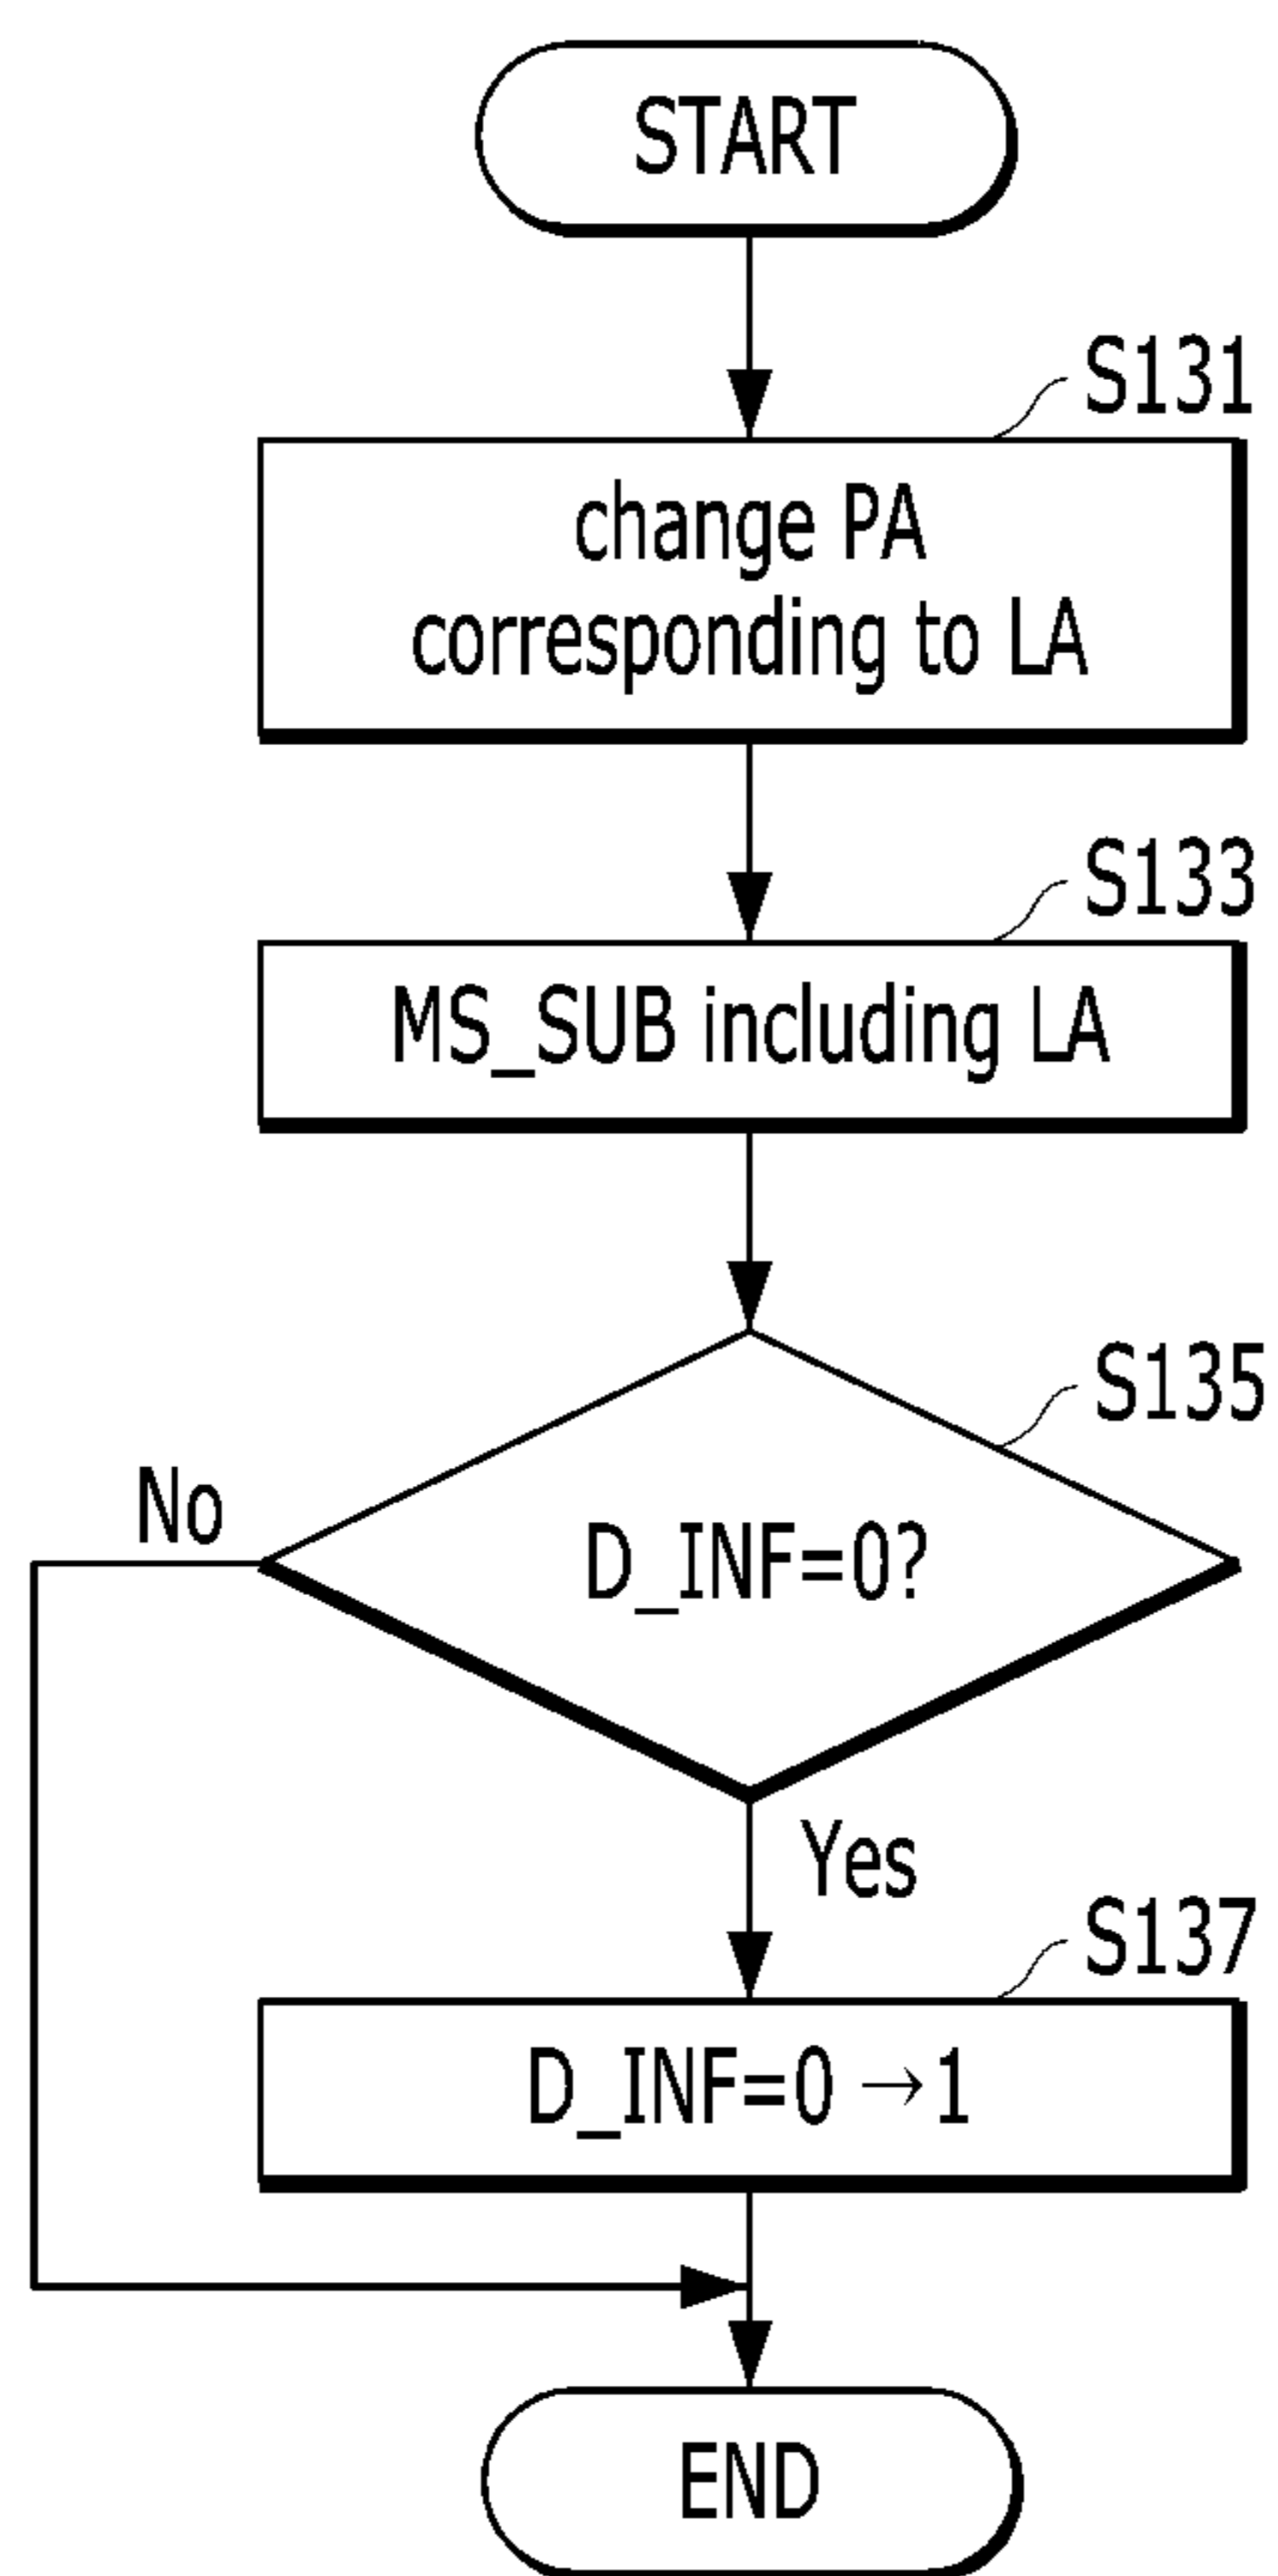 START
S131
change PA
corresponding to LA
S133
MS_SUB including LA
S135
No
D_INF=0?
Yes
S137
D_INF=0→1
END